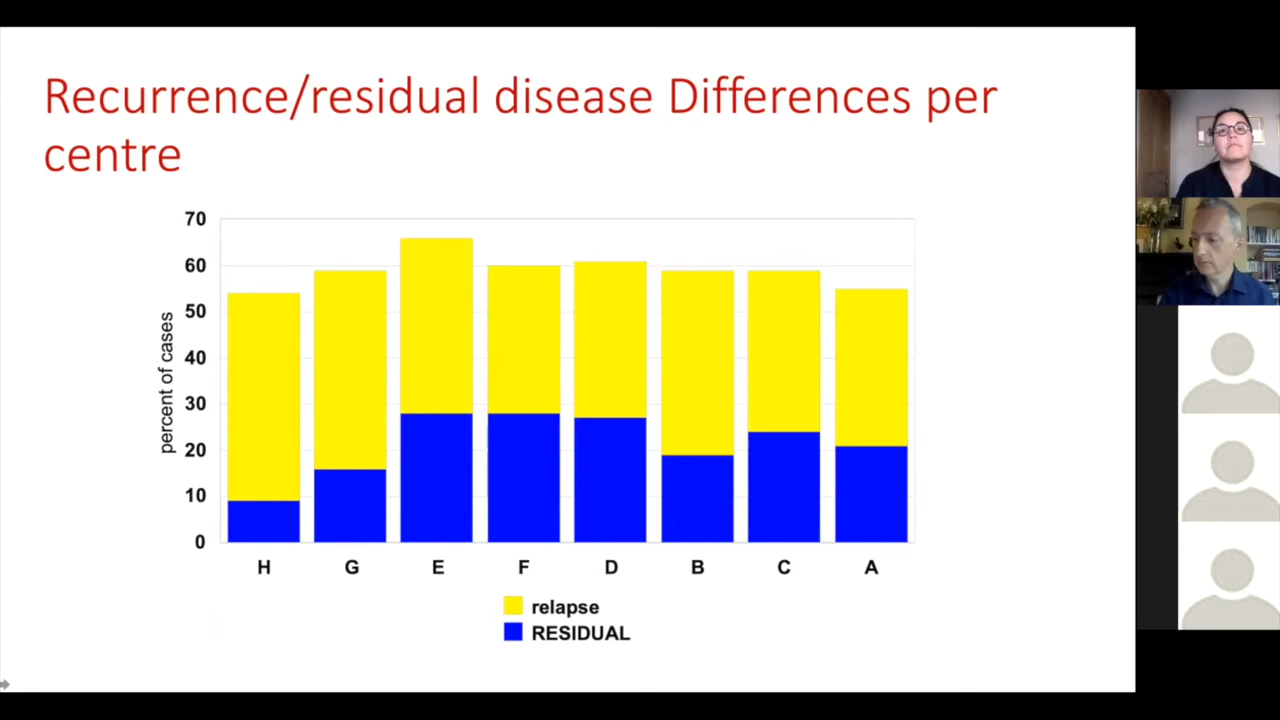 Recurrence/residual disease Differences per
centre
70
60
50
40
30
20
10
0
percent of cases
H G E F D B C A
relapse
RESIDUAL